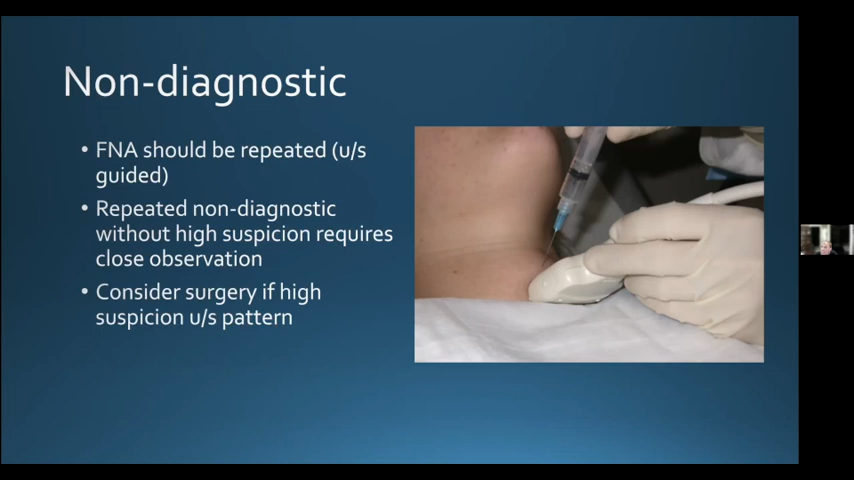 Non-diagnostic
• FNA should be repeated (u/s
guided)
• Repeated non-diagnostic
without high suspicion requires
close observation
• Consider surgery if high
suspicion u/s pattern